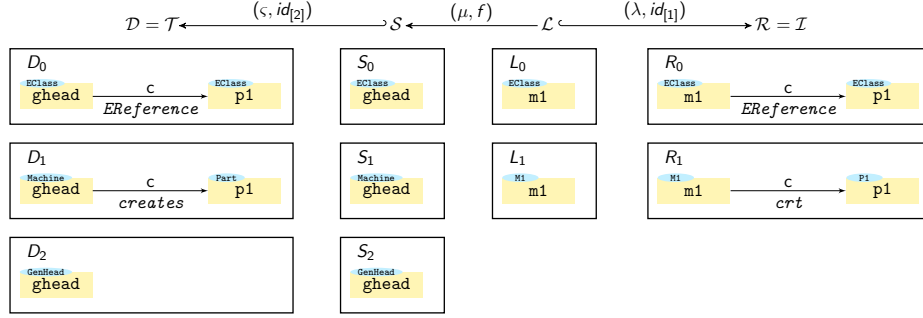 𝒟 = 𝒯 (ς, id[2]) 𝒮 (μ, f) ℒ (λ, id[1]) ℛ = ℐ
D0 S0 L0 R0
EClass EClass EClass EClass EClass EClass
ghead c p1 ghead m1 m1 c p1
EReference EReference
D1 S1 L1 R1
Machine Part Machine M1 M1 P1
ghead c p1 ghead m1 m1 c p1
creates crt
D2 S2
GenHead GenHead
ghead ghead